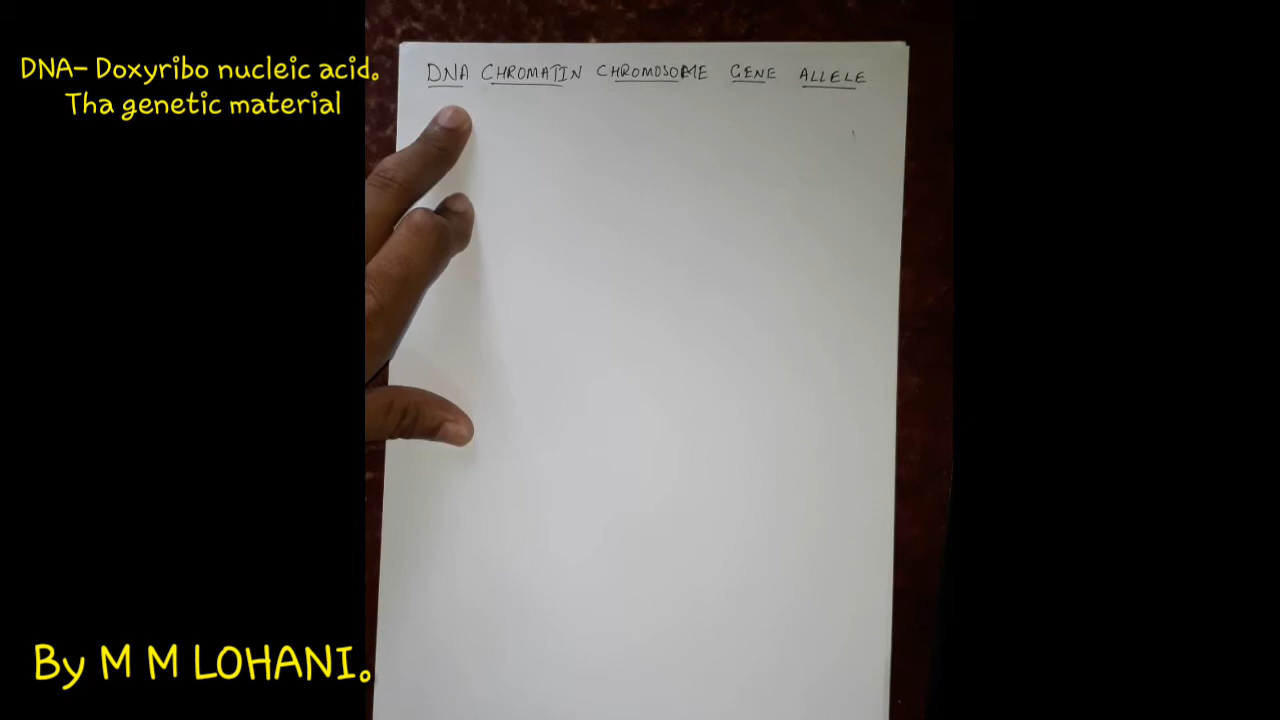 DNA- Doxyribo nucleic acid.
Tha genetic material
DNA CHROMATIN CHROMOSOME GENE ALLELE
By M M LOHANI.